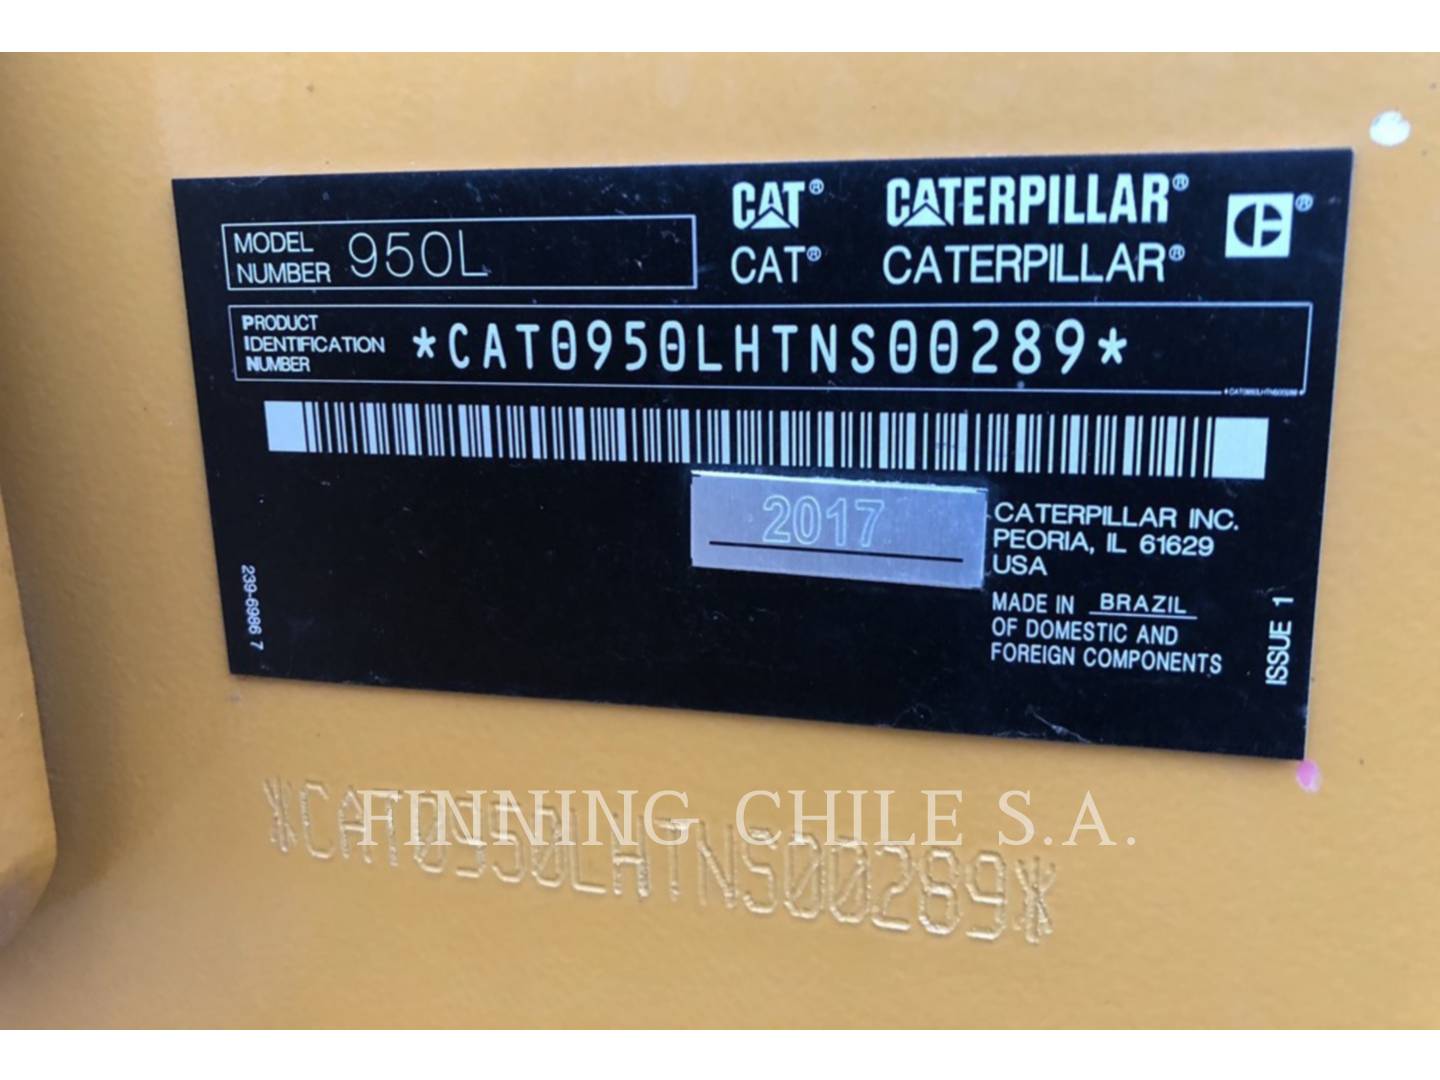 CAT® CATERPILLAR®
CAT® CATERPILLAR®
MODEL NUMBER 950L
PRODUCT IDENTIFICATION NUMBER *CAT0950LHTNS00289*
*CAT0950LHTNS00289*
2017
CATERPILLAR INC.
PEORIA, IL 61629
USA
MADE IN BRAZIL
OF DOMESTIC AND
FOREIGN COMPONENTS
239-6986 7
ISSUE 1
FINNING CHILE S.A.
*CAT0950LHTNS00289*